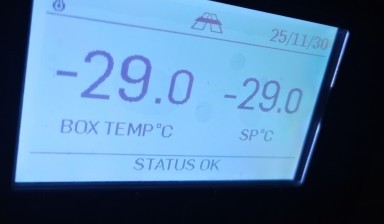 25/11/30
-29.0 -29.0
BOX TEMP°C SP°C
STATUS OK